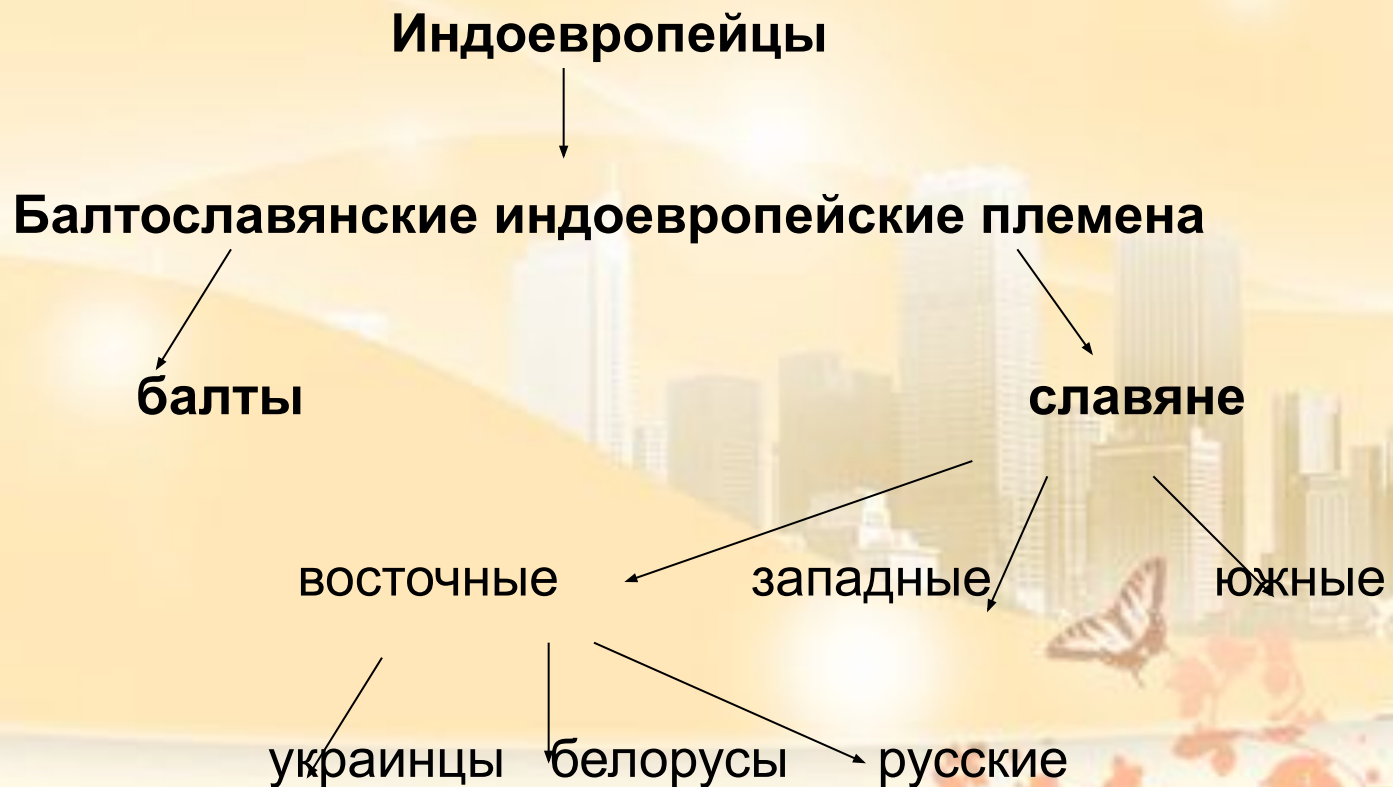 Индоевропейцы
Балтославянские индоевропейские племена
балты славяне
восточные западные южные
украинцы белорусы русские